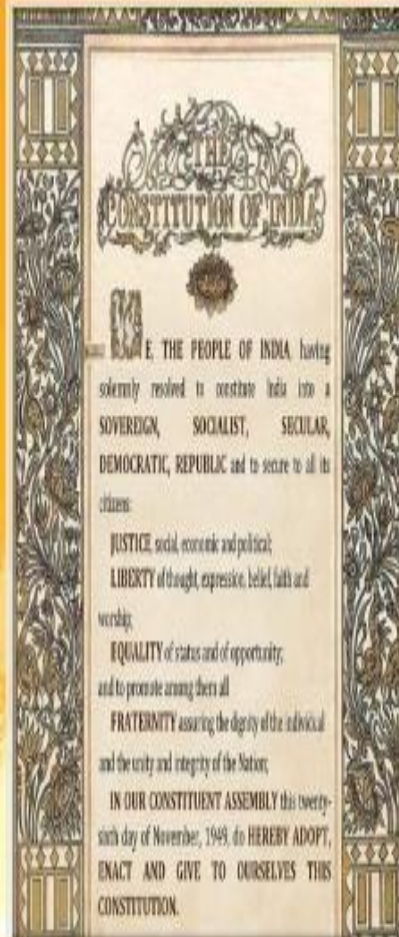 THE
CONSTITUTION OF INDIA
WE, THE PEOPLE OF INDIA, having
solemnly resolved to constitute India into a
SOVEREIGN, SOCIALIST, SECULAR,
DEMOCRATIC, REPUBLIC and to secure to all its
citizens:
JUSTICE, social, economic and political;
LIBERTY of thought, expression, belief, faith and
worship;
EQUALITY of status and of opportunity;
and to promote among them all
FRATERNITY assuring the dignity of the individual
and the unity and integrity of the Nation;
IN OUR CONSTITUENT ASSEMBLY this twenty-
sixth day of November, 1949, do HEREBY ADOPT,
ENACT AND GIVE TO OURSELVES THIS
CONSTITUTION.